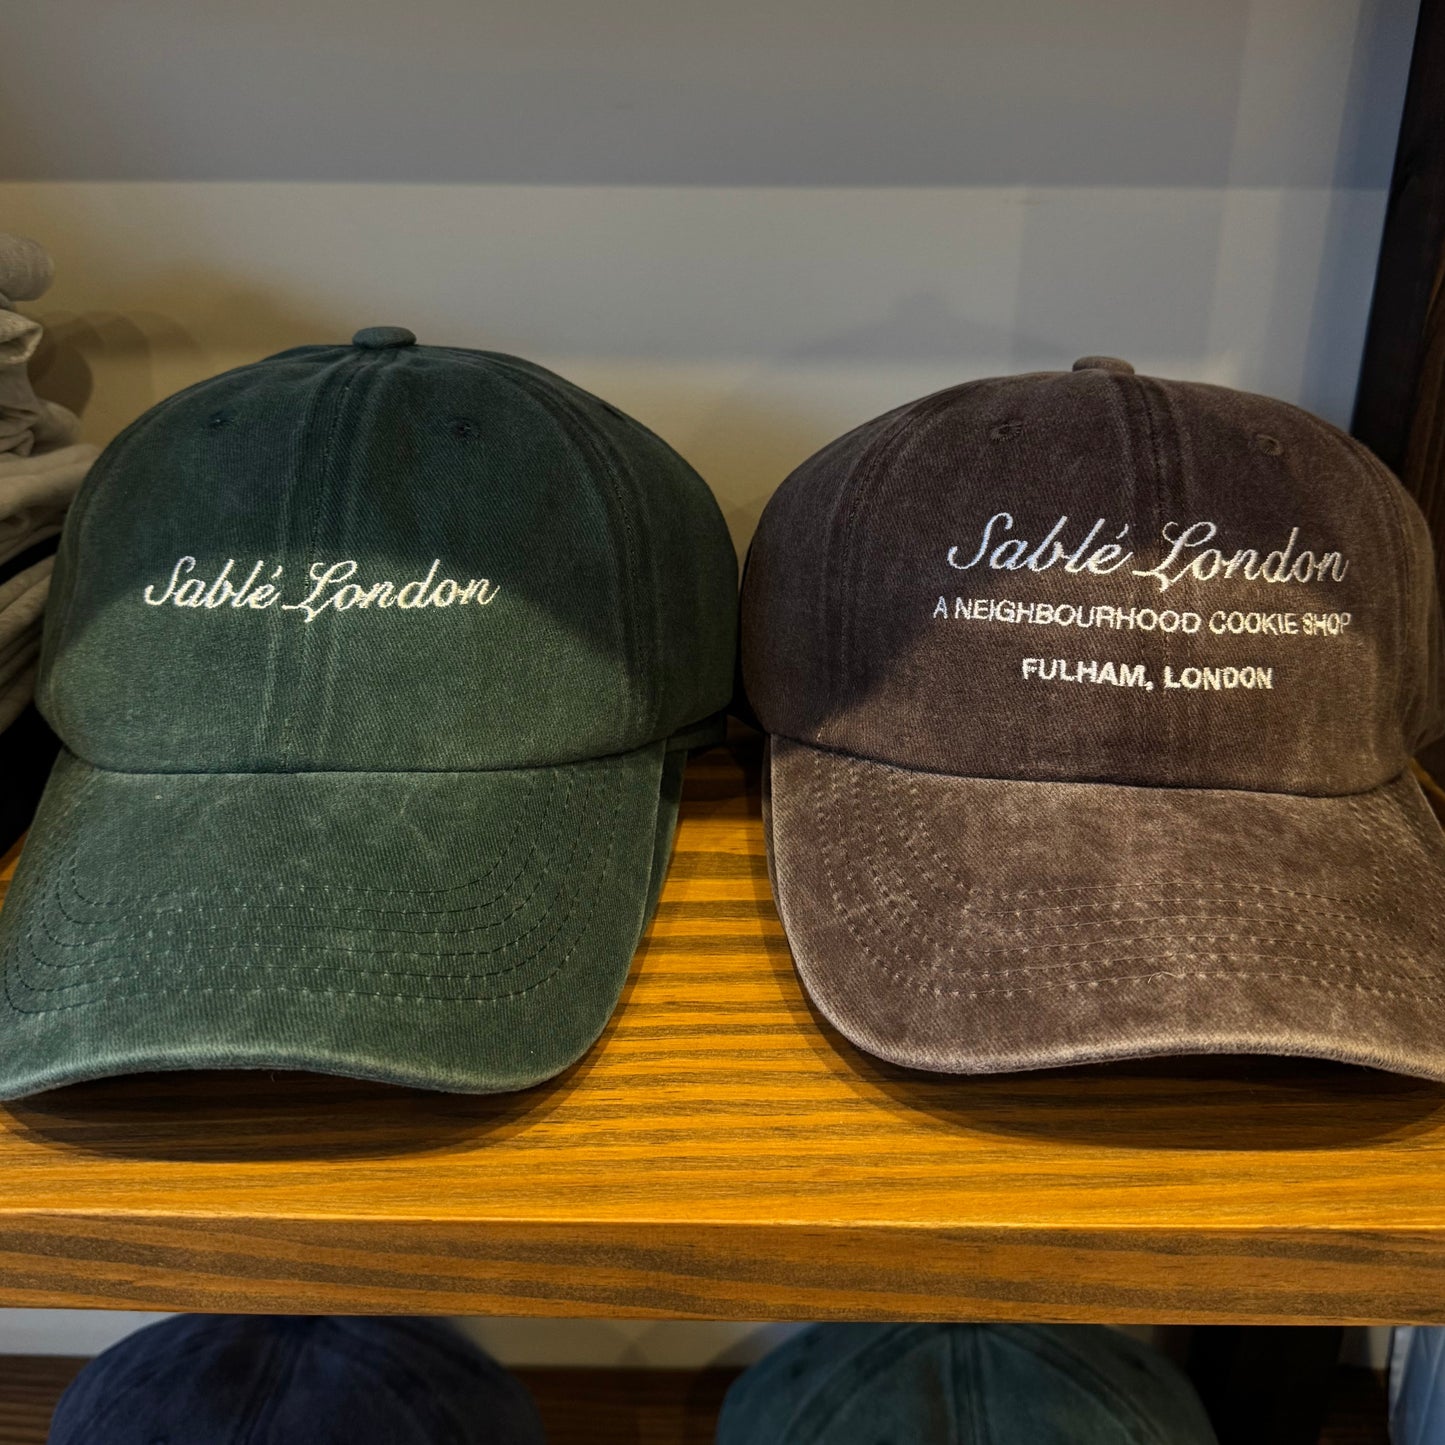 Sablé London
Sablé London
A NEIGHBOURHOOD COOKIE SHOP
FULHAM, LONDON